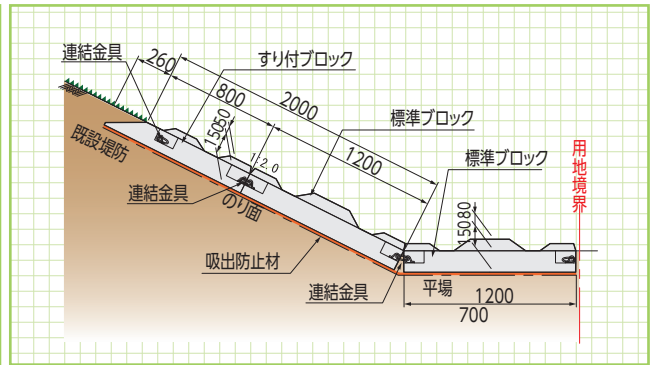 連結金具
260
すり付ブロック
800
2000
標準ブロック
15050
1200
標準ブロック
既設堤防
1:2.0
用地境界
連結金具
のり面
15080
吸出防止材
連結金具
平場
1200
700